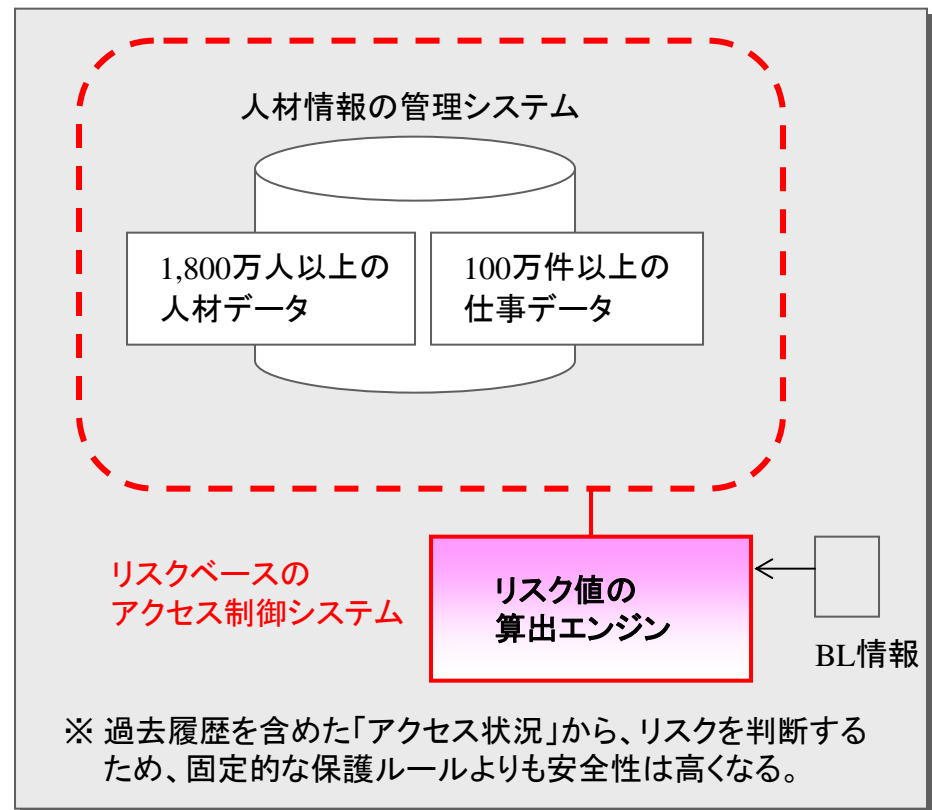 人材情報の管理システム
1,800万人以上の
人材データ
100万件以上の
仕事データ
リスクベースの
アクセス制御システム
リスク値の
算出エンジン
BL情報
※ 過去履歴を含めた「アクセス状況」から、リスクを判断する
ため、固定的な保護ルールよりも安全性は高くなる。